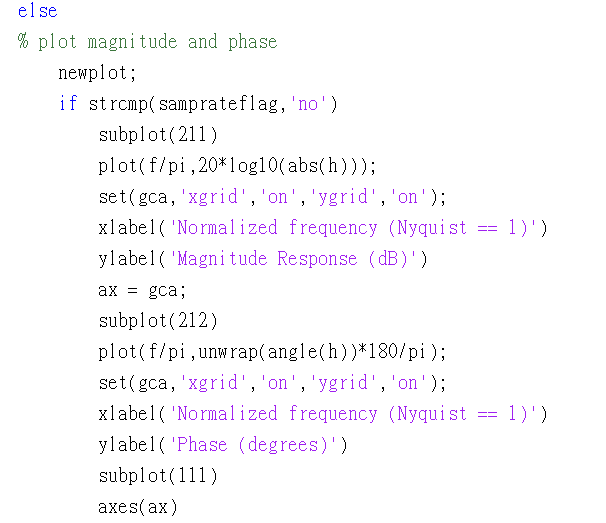 else
% plot magnitude and phase
newplot;
if strcmp(samprateflag,'no')
subplot(211)
plot(f/pi,20*log10(abs(h)));
set(gca,'xgrid','on','ygrid','on');
xlabel('Normalized frequency (Nyquist == 1)')
ylabel('Magnitude Response (dB)')
ax = gca;
subplot(212)
plot(f/pi,unwrap(angle(h))*180/pi);
set(gca,'xgrid','on','ygrid','on');
xlabel('Normalized frequency (Nyquist == 1)')
ylabel('Phase (degrees)')
subplot(111)
axes(ax)